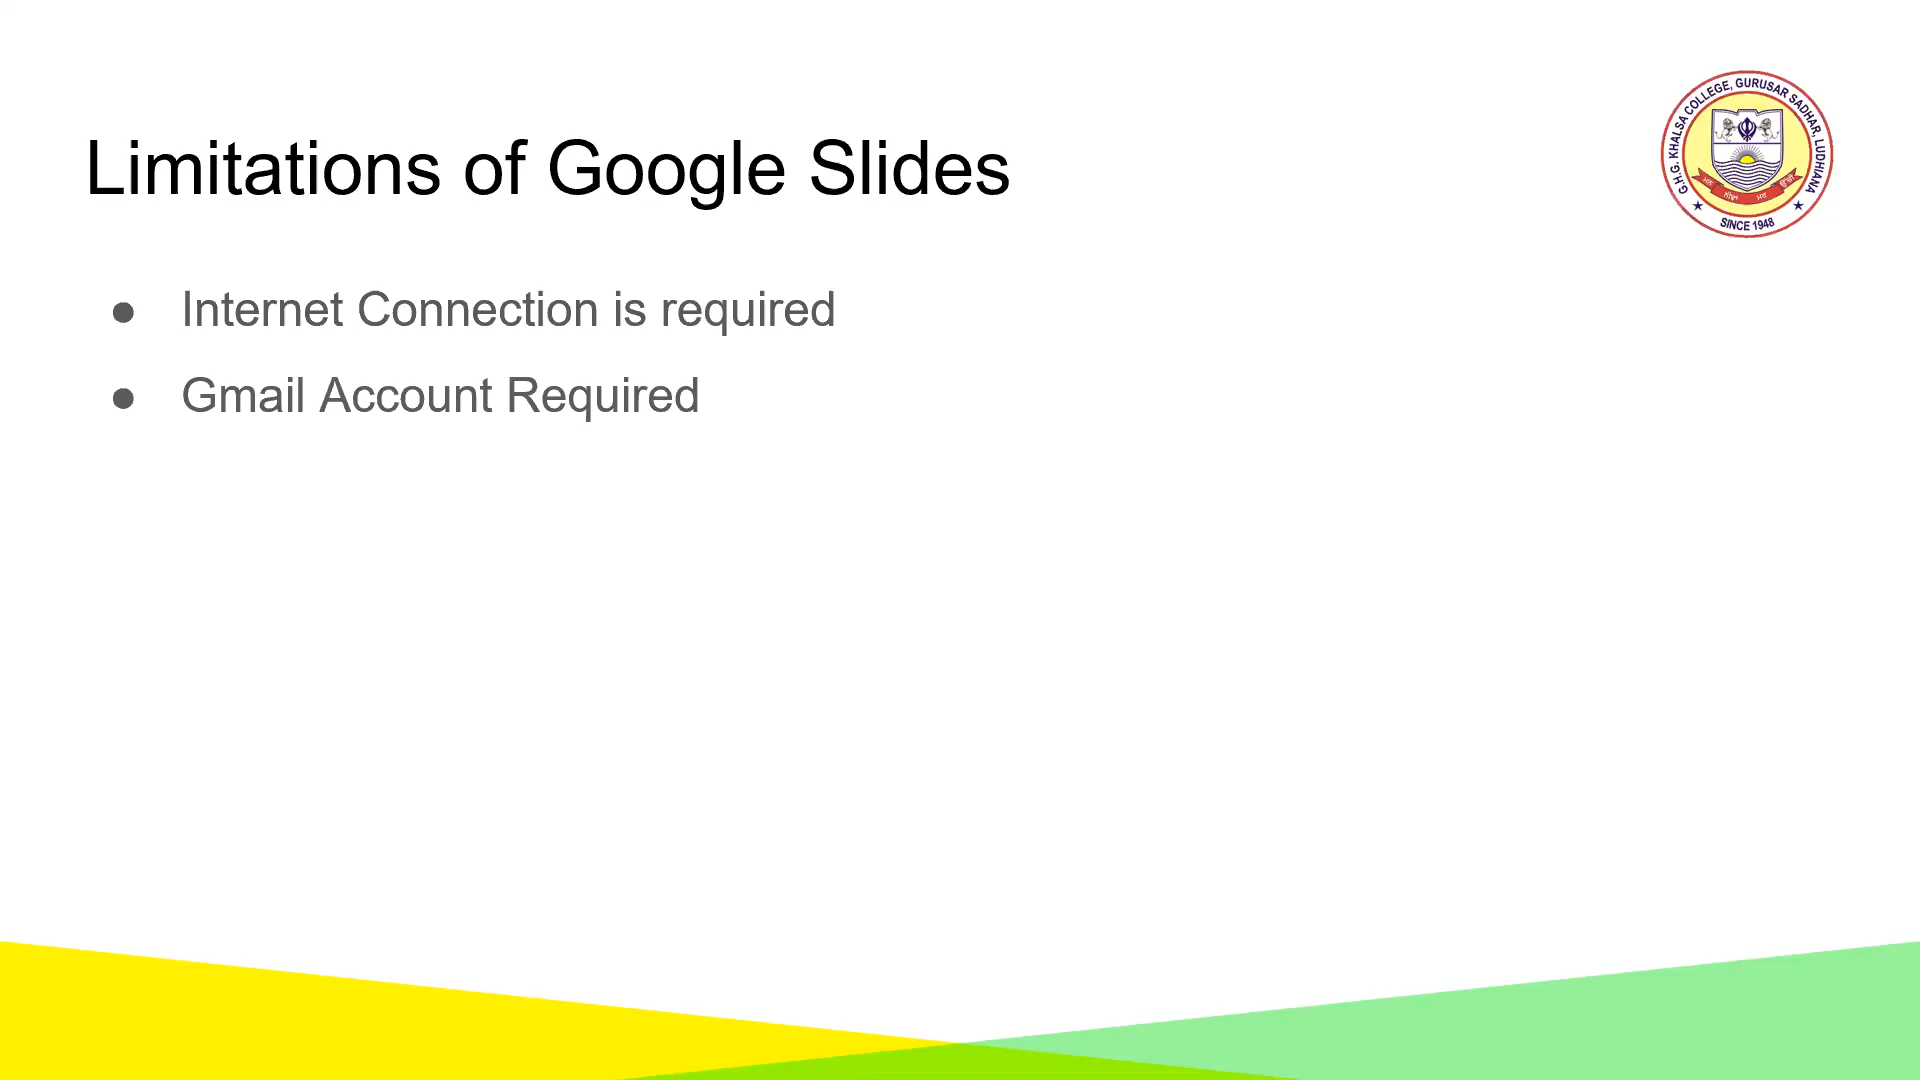 Limitations of Google Slides
G.H.G. KHALSA COLLEGE, GURUSAR SADHAR, LUDHIANA
SINCE 1948
● Internet Connection is required
● Gmail Account Required